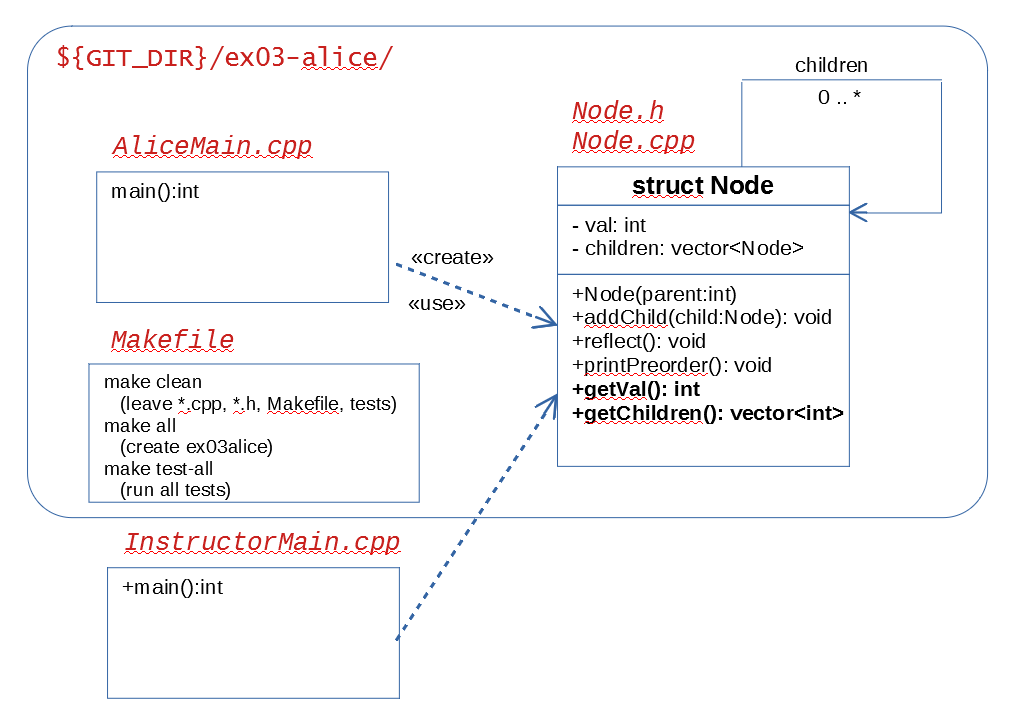 ${GIT_DIR}/ex03-alice/
children
0 .. *
Node.h
Node.cpp
AliceMain.cpp
main():int
struct Node
- val: int
- children: vector<Node>
«create»
«use»
+Node(parent:int)
+addChild(child:Node): void
+reflect(): void
+printPreorder(): void
+getVal(): int
+getChildren(): vector<int>
Makefile
make clean
(leave *.cpp, *.h, Makefile, tests)
make all
(create ex03alice)
make test-all
(run all tests)
InstructorMain.cpp
+main():int